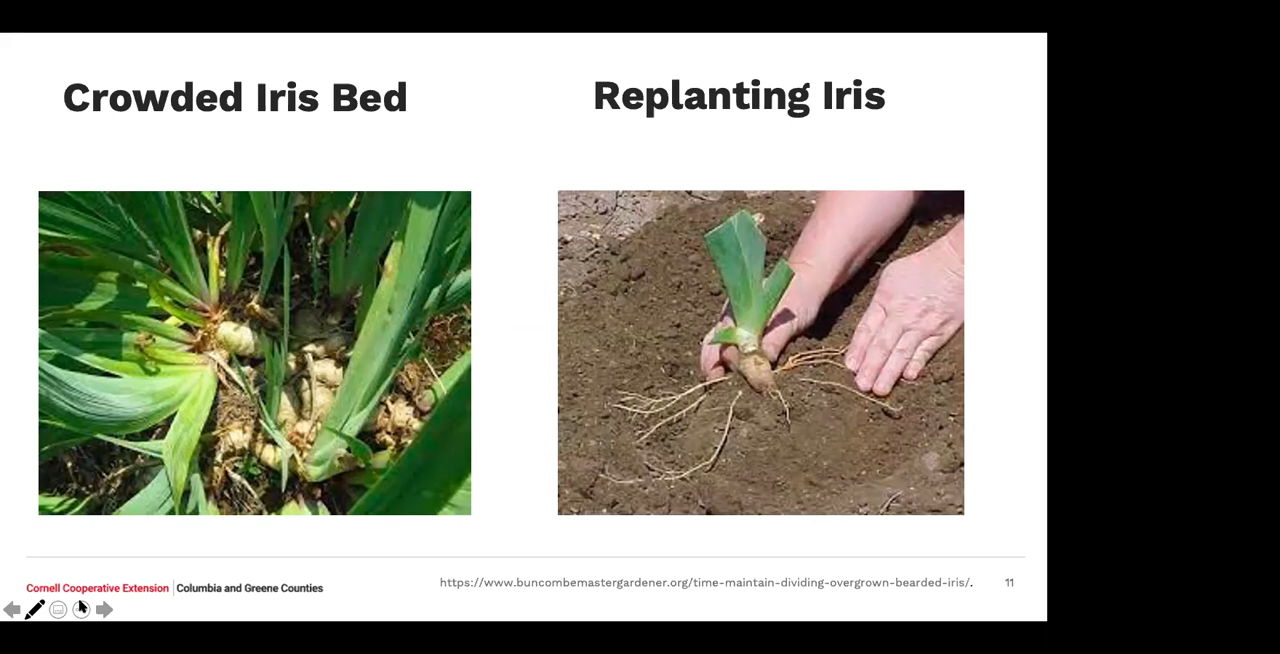 Crowded Iris Bed
Replanting Iris
Cornell Cooperative Extension | Columbia and Greene Counties
https://www.buncombemastergardener.org/time-maintain-dividing-overgrown-bearded-iris/.
11